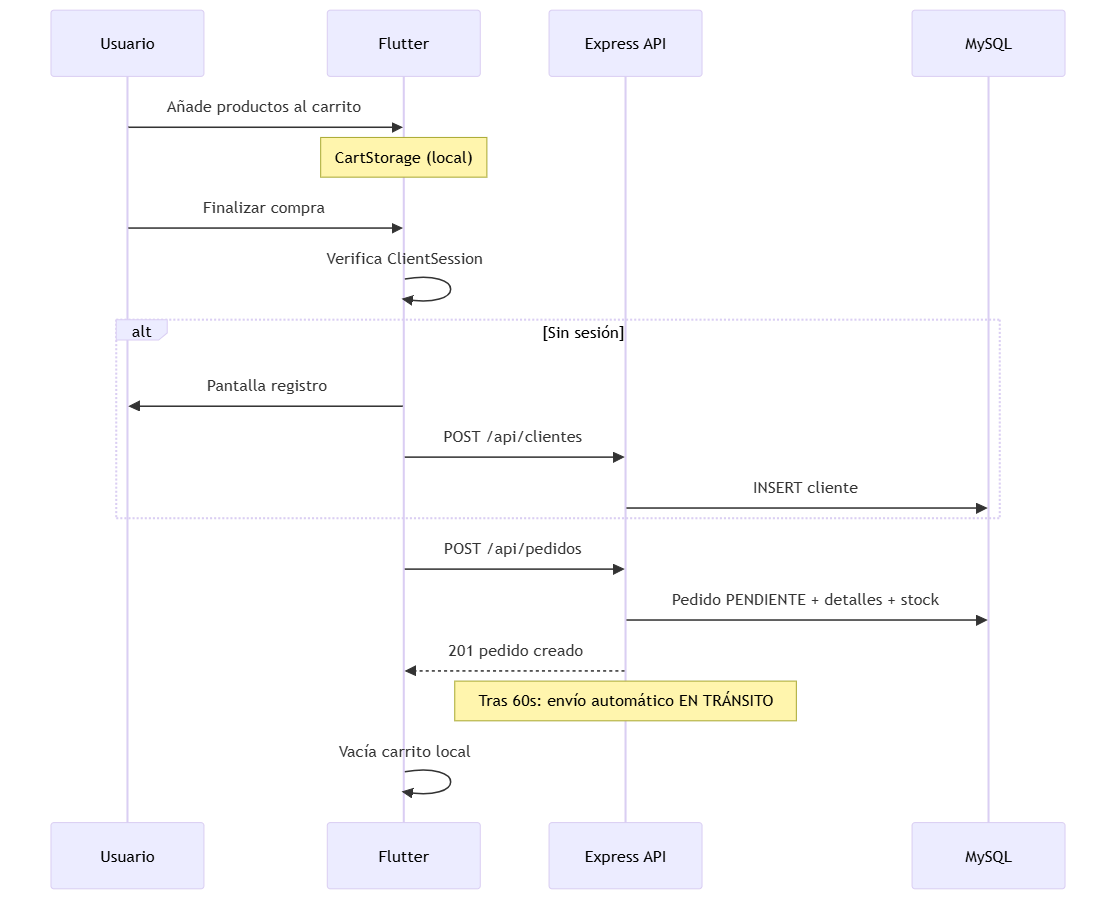 Usuario
Flutter
Express API
MySQL
Añade productos al carrito
CartStorage (local)
Finalizar compra
Verifica ClientSession
alt
[Sin sesión]
Pantalla registro
POST /api/clientes
INSERT cliente
POST /api/pedidos
Pedido PENDIENTE + detalles + stock
201 pedido creado
Tras 60s: envío automático EN TRÁNSITO
Vacía carrito local
Usuario
Flutter
Express API
MySQL